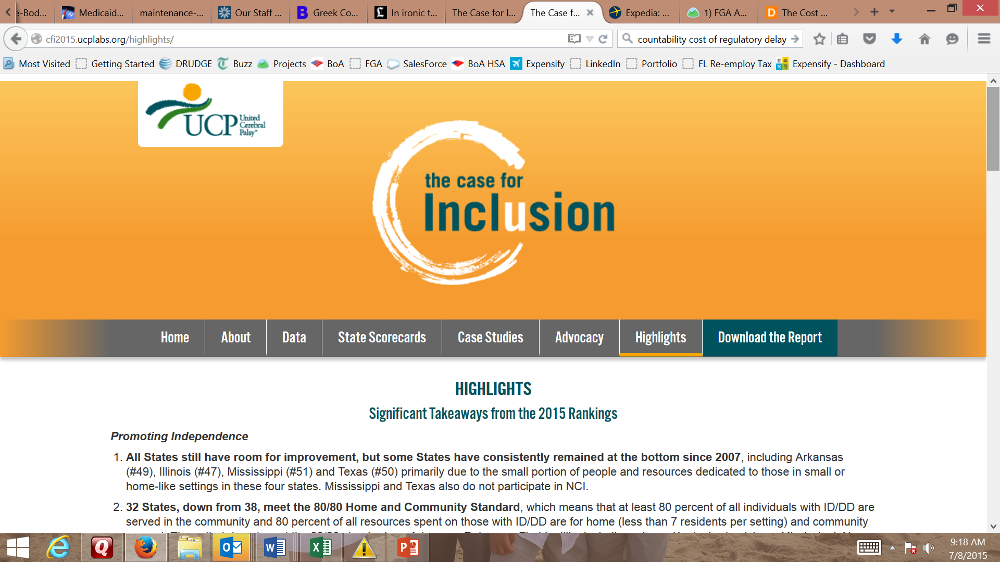 e-Bod...
Medicaid...
maintenance-...
Our Staff ...
Greek Co...
In ironic t...
The Case for I...
The Case f...
Expedia: ...
1) FGA A...
The Cost ...
cfi2015.ucplabs.org/highlights/
countability cost of regulatory delay
Most Visited Getting Started DRUDGE Buzz Projects BoA FGA SalesForce BoA HSA Expensify LinkedIn Portfolio FL Re-employ Tax Expensify - Dashboard
UCP United Cerebral Palsy™
the case for
Inclusion
Home About Data State Scorecards Case Studies Advocacy Highlights Download the Report
HIGHLIGHTS
Significant Takeaways from the 2015 Rankings
Promoting Independence
1. All States still have room for improvement, but some States have consistently remained at the bottom since 2007, including Arkansas
(#49), Illinois (#47), Mississippi (#51) and Texas (#50) primarily due to the small portion of people and resources dedicated to those in small or
home-like settings in these four states. Mississippi and Texas also do not participate in NCI.
2. 32 States, down from 38, meet the 80/80 Home and Community Standard, which means that at least 80 percent of all individuals with ID/DD are
served in the community and 80 percent of all resources spent on those with ID/DD are for home (less than 7 residents per setting) and community
9:18 AM
7/8/2015